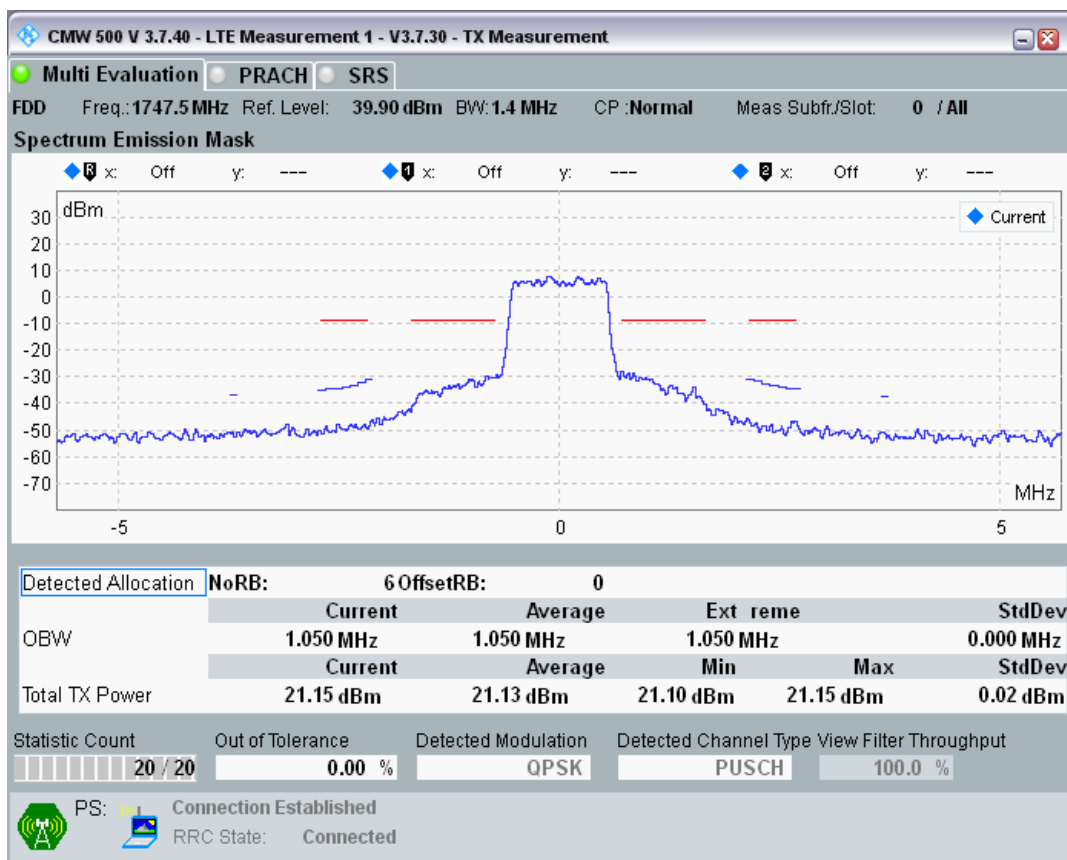 CMW 500 V 3.7.40 - LTE Measurement 1 - V3.7.30 - TX Measurement
Multi Evaluation PRACH SRS
FDD Freq.: 1747.5 MHz Ref. Level: 39.90 dBm BW: 1.4 MHz CP :Normal Meas Subfr./Slot: 0 / All
Spectrum Emission Mask
R x: Off y: --- 1 x: Off y: --- 2 x: Off y: ---
dBm
Current
30
20
10
0
-10
-20
-30
-40
-50
-60
-70
MHz
-5 0 5
Detected Allocation NoRB: 6 OffsetRB: 0
Current Average Ext reme StdDev
OBW 1.050 MHz 1.050 MHz 1.050 MHz 0.000 MHz
Current Average Min Max StdDev
Total TX Power 21.15 dBm 21.13 dBm 21.10 dBm 21.15 dBm 0.02 dBm
Statistic Count Out of Tolerance Detected Modulation Detected Channel Type View Filter Throughput
20 / 20 0.00 % QPSK PUSCH 100.0 %
PS: Connection Established
RRC State: Connected